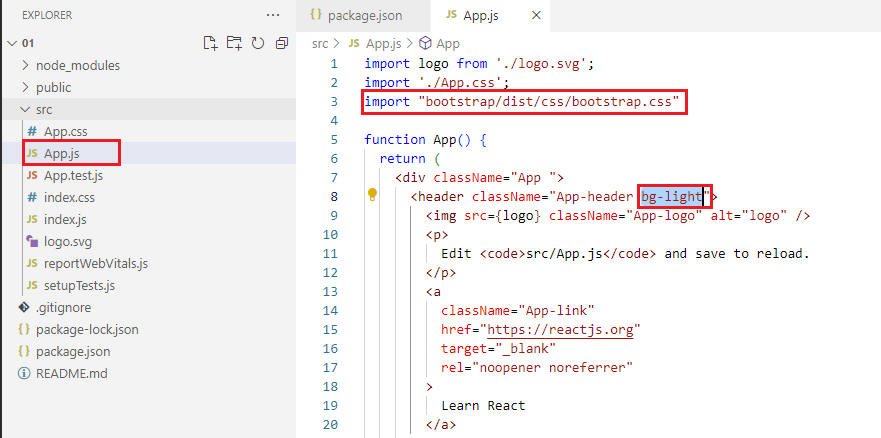 EXPLORER
···
01
node_modules
public
src
# App.css
JS App.js
JS App.test.js
# index.css
JS index.js
logo.svg
JS reportWebVitals.js
JS setupTests.js
.gitignore
{} package-lock.json
{} package.json
README.md
{} package.json
JS App.js
src > JS App.js > App
1 import logo from './logo.svg';
2 import './App.css';
3 import "bootstrap/dist/css/bootstrap.css"
4
5 function App() {
6 return (
7 <div className="App ">
8 <header className="App-header bg-light">
9 <img src={logo} className="App-logo" alt="logo" />
10 <p>
11 Edit <code>src/App.js</code> and save to reload.
12 </p>
13 <a
14 className="App-link"
15 href="https://reactjs.org"
16 target="_blank"
17 rel="noopener noreferrer"
18 >
19 Learn React
20 </a>